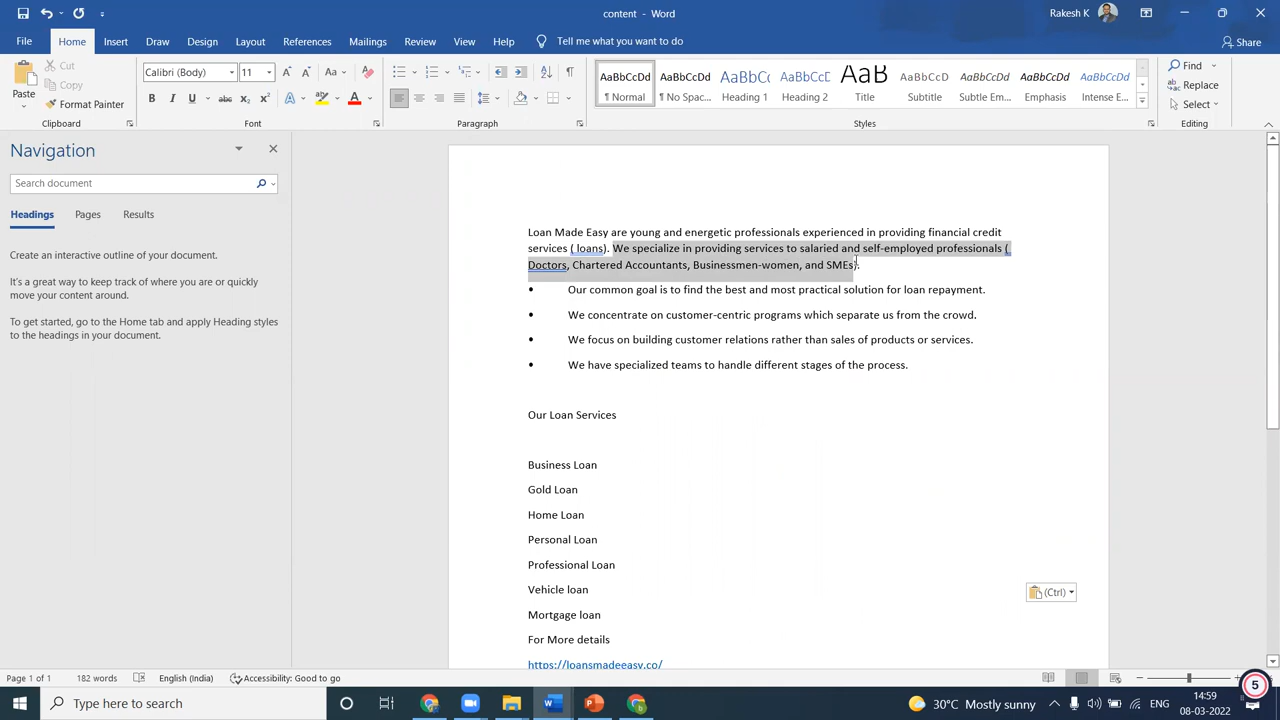 content - Word
Rakesh K
File Home Insert Draw Design Layout References Mailings Review View Help Tell me what you want to do
Share
Paste
Cut
Copy
Format Painter
Clipboard
Calibri (Body) 11
Font
Paragraph
AaBbCcDd AaBbCcDd AaBbCc AaBbCcE AaB AaBbCcDd AaBbCcDd AaBbCcDd AaBbCcDd
¶ Normal ¶ No Spac... Heading 1 Heading 2 Title Subtitle Subtle Em... Emphasis Intense E...
Styles
Find
Replace
Select
Editing
Navigation
Search document
Headings Pages Results
Create an interactive outline of your document.
It's a great way to keep track of where you are or quickly
move your content around.
To get started, go to the Home tab and apply Heading styles
to the headings in your document.
Loan Made Easy are young and energetic professionals experienced in providing financial credit
services ( loans). We specialize in providing services to salaried and self-employed professionals (
Doctors, Chartered Accountants, Businessmen-women, and SMEs).
• Our common goal is to find the best and most practical solution for loan repayment.
• We concentrate on customer-centric programs which separate us from the crowd.
• We focus on building customer relations rather than sales of products or services.
• We have specialized teams to handle different stages of the process.
Our Loan Services
Business Loan
Gold Loan
Home Loan
Personal Loan
Professional Loan
Vehicle loan
Mortgage loan
For More details
https://loansmadeeasy.co/
(Ctrl)
Page 1 of 1 182 words English (India) Accessibility: Good to go
5
Type here to search
30°C Mostly sunny
ENG
14:59
08-03-2022